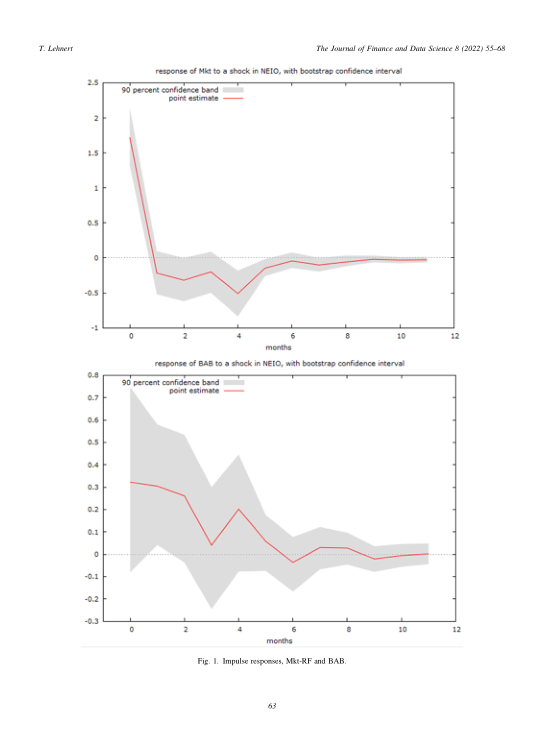 T. Lehnert
The Journal of Finance and Data Science 8 (2022) 55–68
response of Mkt to a shock in NEIO, with bootstrap confidence interval
2.5
90 percent confidence band
point estimate
2
1.5
1
0.5
0
-0.5
-1
0 2 4 6 8 10 12
months
response of BAB to a shock in NEIO, with bootstrap confidence interval
0.8
90 percent confidence band
point estimate
0.7
0.6
0.5
0.4
0.3
0.2
0.1
0
-0.1
-0.2
-0.3
0 2 4 6 8 10 12
months
Fig. 1. Impulse responses, Mkt-RF and BAB.
63